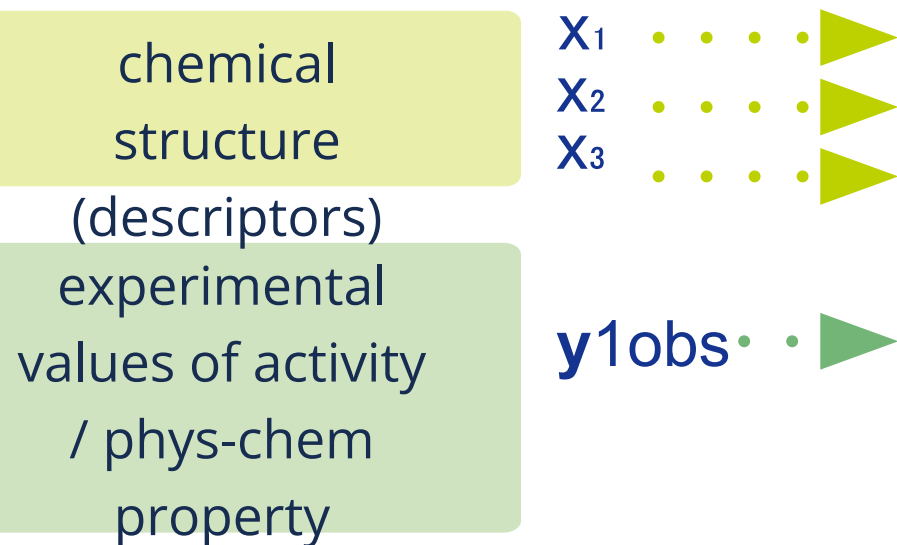 chemical
structure
(descriptors)
experimental
values of activity
/ phys-chem
property
x1
x2
x3
y1obs